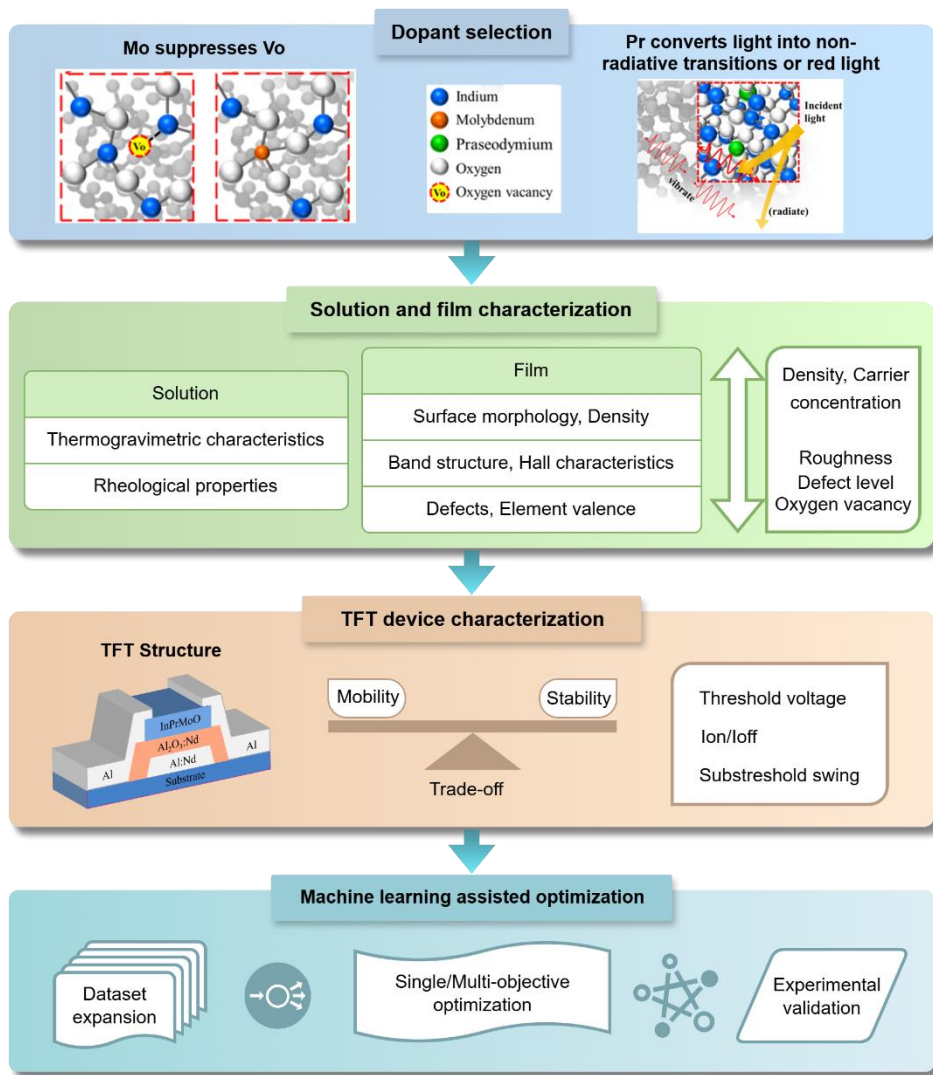 Dopant selection
Mo suppresses Vo
Pr converts light into non-
radiative transitions or red light
Vo
Indium
Molybdenum
Praseodymium
Oxygen
Vo
Oxygen vacancy
Incident
light
vibrate
(radiate)
Solution and film characterization
Solution
Thermogravimetric characteristics
Rheological properties
Film
Surface morphology, Density
Band structure, Hall characteristics
Defects, Element valence
Density, Carrier
concentration
Roughness
Defect level
Oxygen vacancy
TFT device characterization
TFT Structure
InPrMoO
Al₂O₃:Nd
Al:Nd
Al
Al
Substrate
Mobility
Stability
Trade-off
Threshold voltage
Ion/Ioff
Substreshold swing
Machine learning assisted optimization
Dataset
expansion
Single/Multi-objective
optimization
Experimental
validation